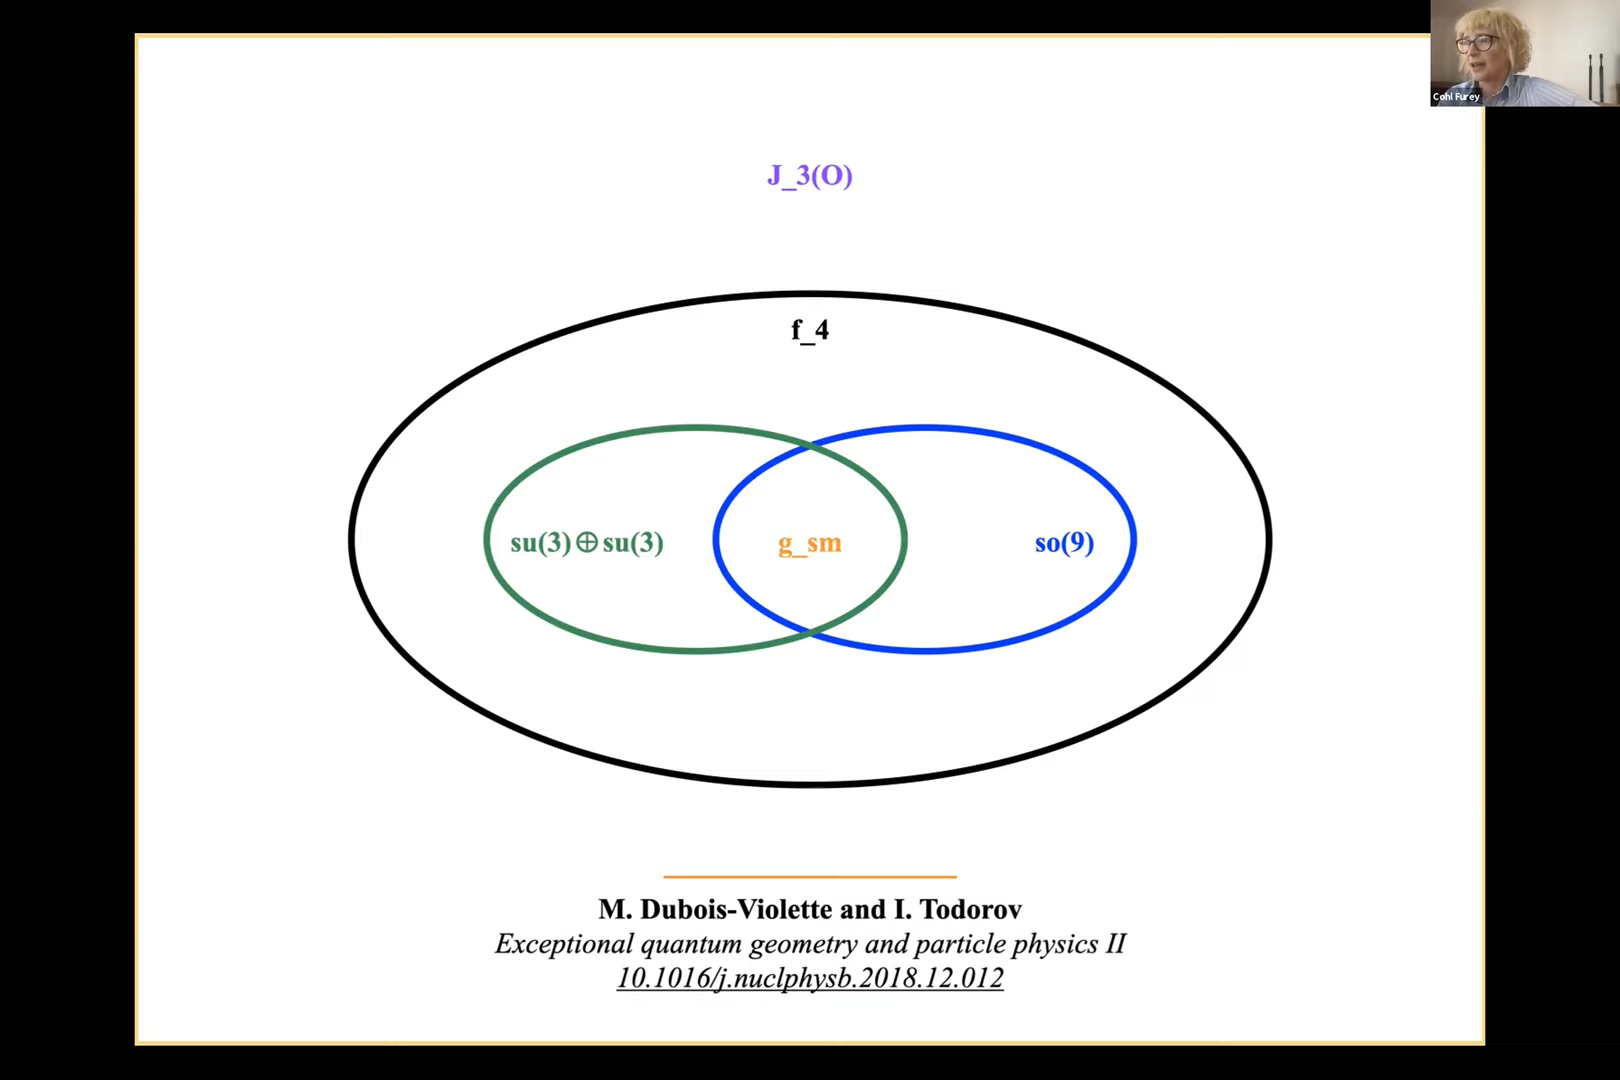 Cohl Furey
J_3(O)
f_4
su(3)⊕su(3)
g_sm
so(9)
M. Dubois-Violette and I. Todorov
Exceptional quantum geometry and particle physics II
10.1016/j.nuclphysb.2018.12.012